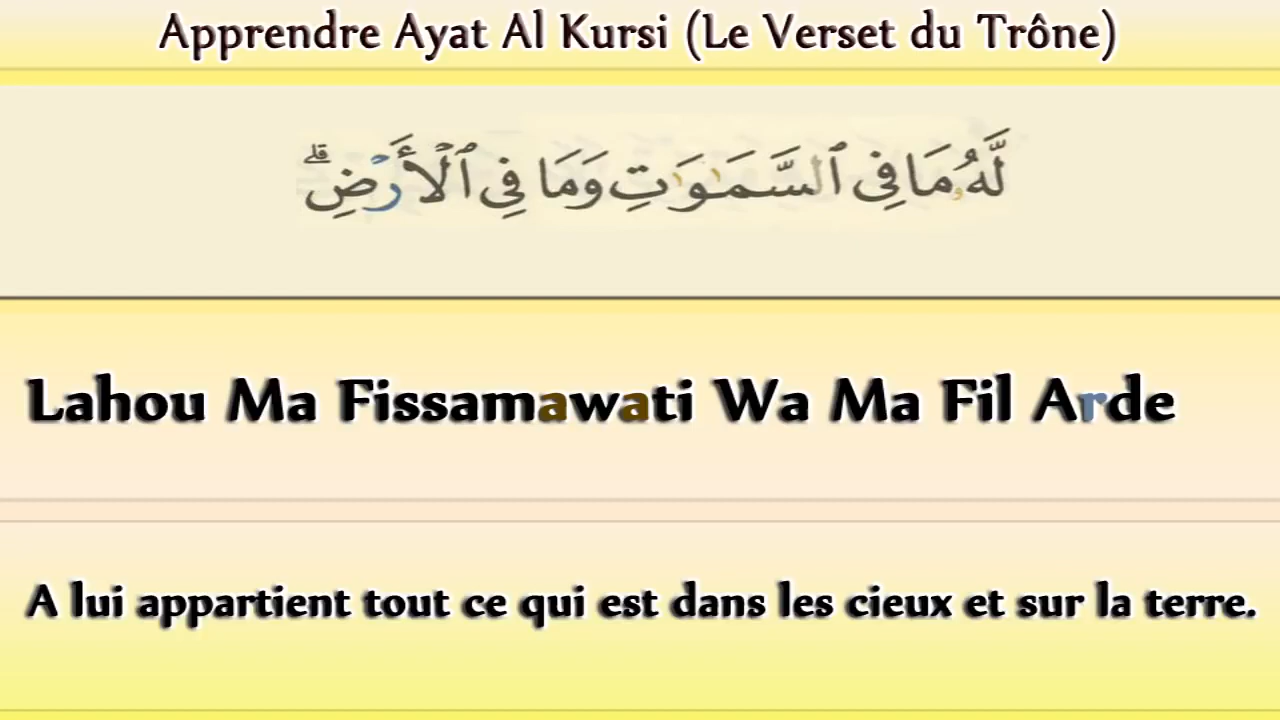 Apprendre Ayat Al Kursi (Le Verset du Trône)
لَّهُۥ مَا فِى ٱلسَّمَـٰوَٰتِ وَمَا فِى ٱلْأَرْضِ ۗ
Lahou Ma Fissamawati Wa Ma Fil Arde
A lui appartient tout ce qui est dans les cieux et sur la terre.